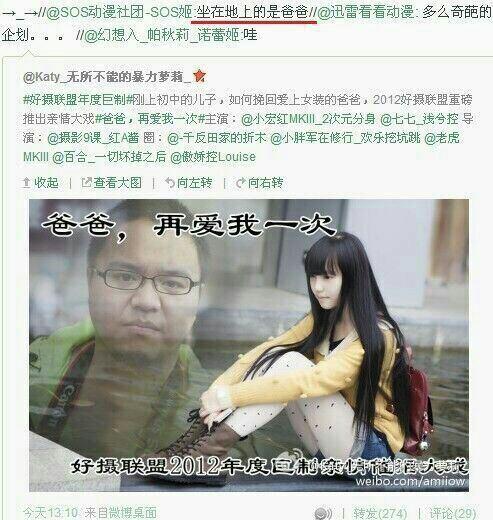 →_→//@SOS动漫社团-SOS姬:坐在地上的是爸爸//@迅雷看看动漫: 多么奇葩的
企划。。。 //@幻想入_帕秋莉_诺蕾姬:哇
@Katy_无所不能的暴力萝莉_
#好摄联盟年度巨制#刚上初中的儿子，如何挽回爱上女装的爸爸，2012好摄联盟重磅
推出亲情大戏#爸爸，再爱我一次#主演：@小宏红MKIII_2次元分身 @七七_浅兮控 导
演：@摄影9课_红A酱 圈：@-千反田家的折木 @小胖军在修行_欢乐挖坑跳 @老虎
MKIII @百合_一切坏掉之后 @傲娇控Louise
收起 | 查看大图 | 向左转 | 向右转
爸爸，再爱我一次
好摄联盟2012年度巨制亲情
weibo.com/amiiow
今天13:10 来自微博桌面 | 转发(274) | 评论(29)